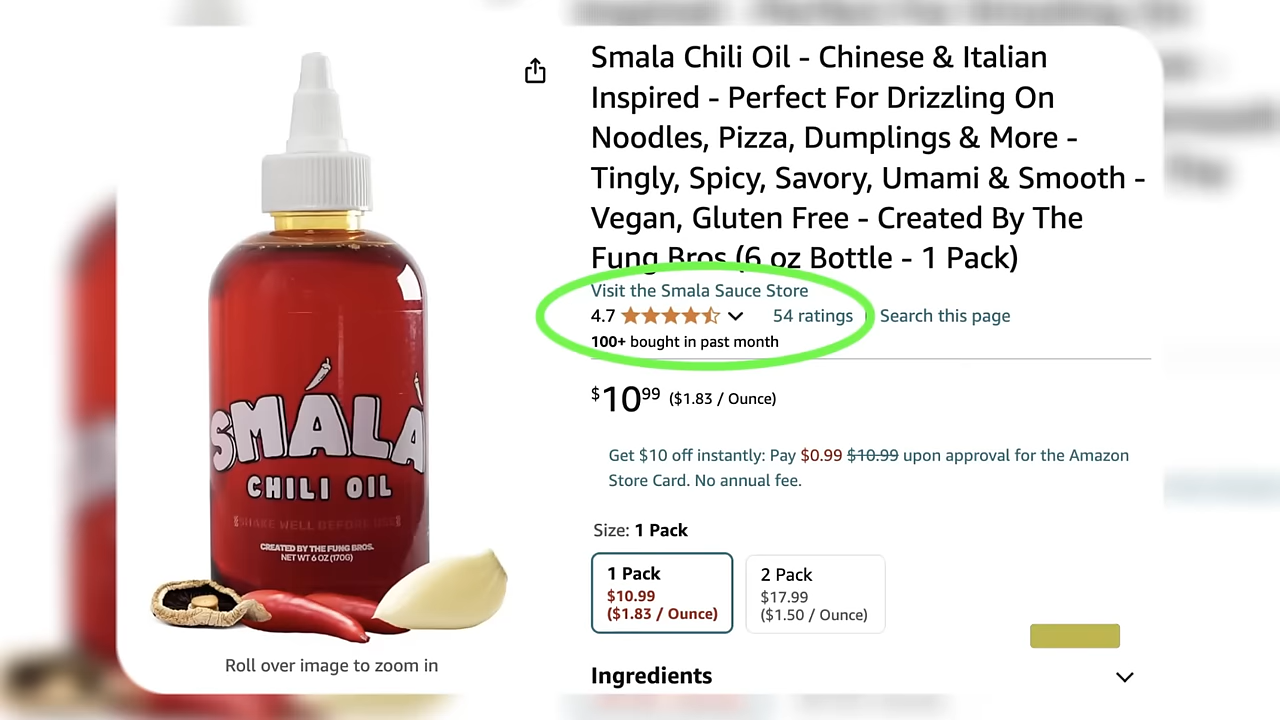 Smala Chili Oil - Chinese & Italian
Inspired - Perfect For Drizzling On
Noodles, Pizza, Dumplings & More -
Tingly, Spicy, Savory, Umami & Smooth -
Vegan, Gluten Free - Created By The
Fung Bros (6 oz Bottle - 1 Pack)
Visit the Smala Sauce Store
4.7 54 ratings Search this page
100+ bought in past month
$10.99 ($1.83 / Ounce)
Get $10 off instantly: Pay $0.99 $10.99 upon approval for the Amazon
Store Card. No annual fee.
Size: 1 Pack
1 Pack
$10.99
($1.83 / Ounce)
2 Pack
$17.99
($1.50 / Ounce)
Ingredients
SMÁLÀ
CHILI OIL
SHAKE WELL BEFORE USE
CREATED BY THE FUNG BROS.
NET WT 6 OZ (170G)
Roll over image to zoom in